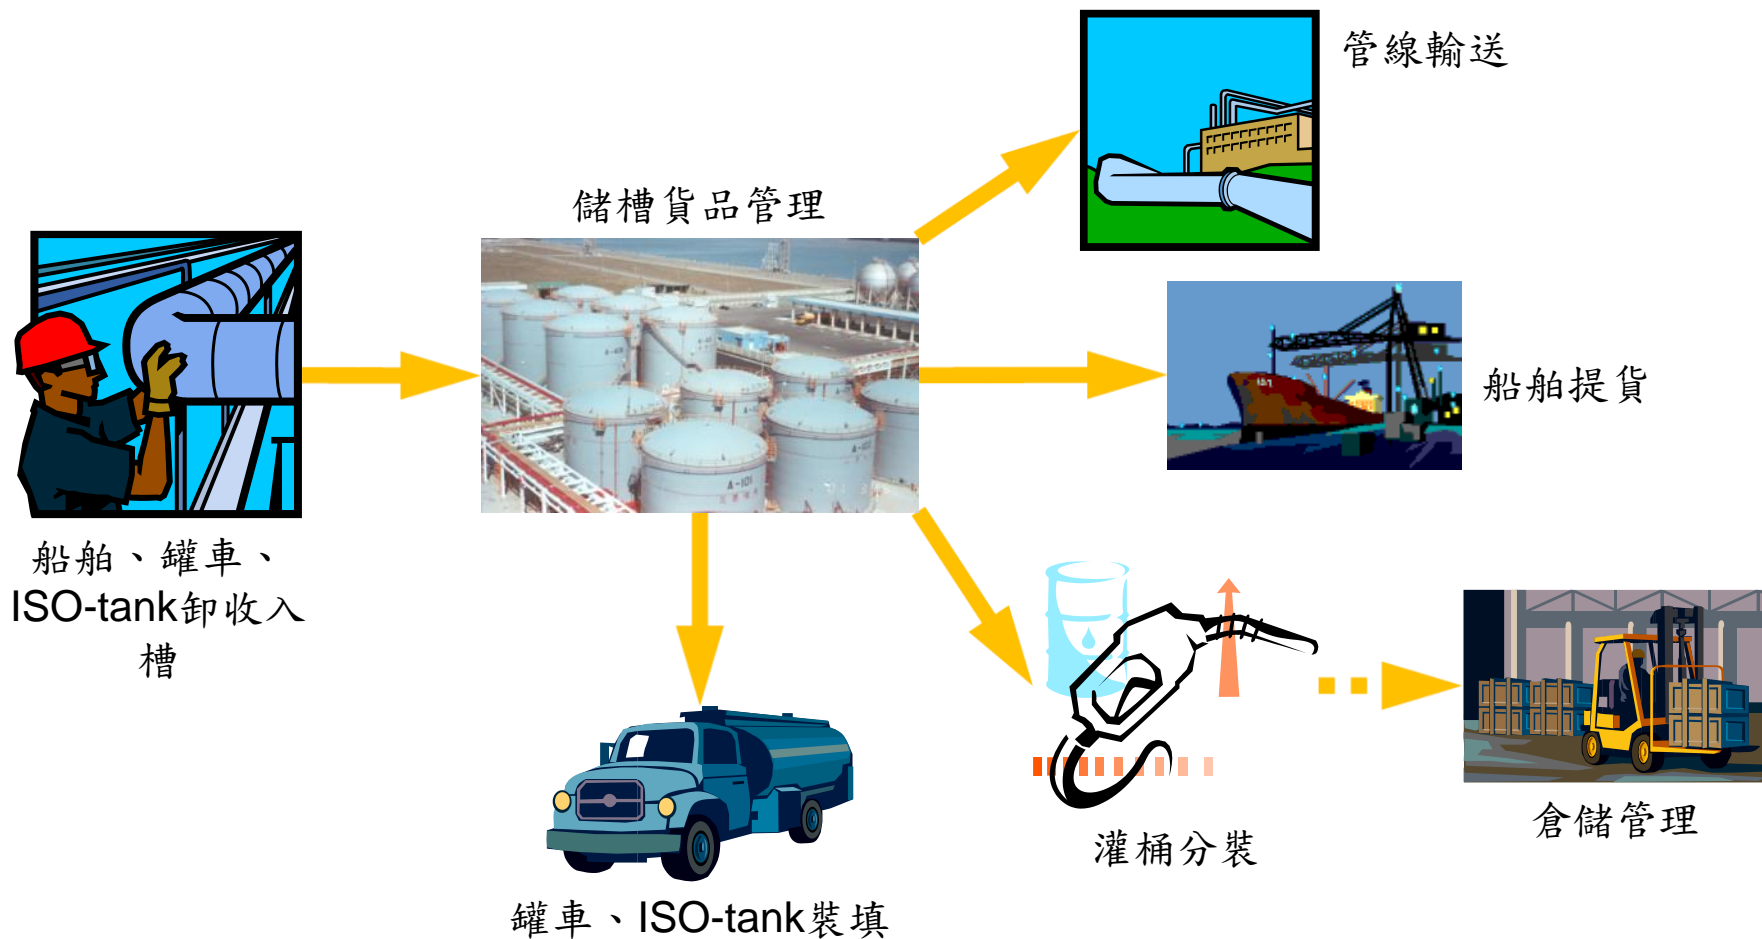 管線輸送
儲槽貨品管理
船舶提貨
船舶、罐車、
ISO-tank卸收入
槽
A-101
倉儲管理
灌桶分裝
罐車、ISO-tank裝填